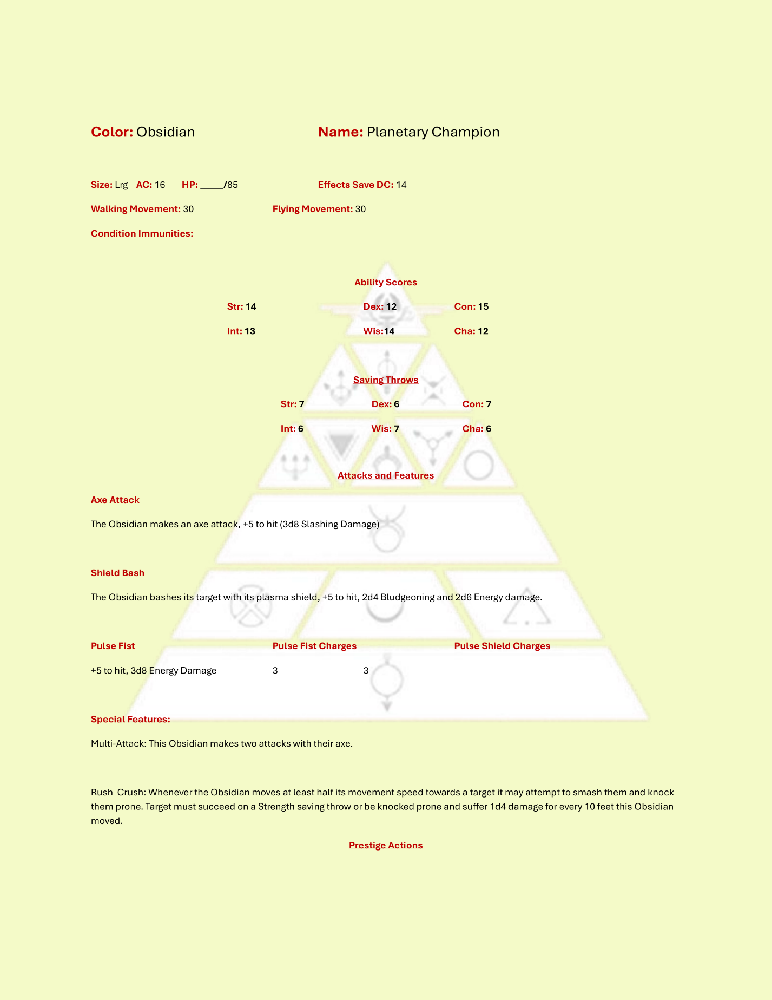 Color: Obsidian Name: Planetary Champion
Size: Lrg AC: 16 HP: _____/85 Effects Save DC: 14
Walking Movement: 30 Flying Movement: 30
Condition Immunities:
Ability Scores
Str: 14 Dex: 12 Con: 15
Int: 13 Wis:14 Cha: 12
Saving Throws
Str: 7 Dex: 6 Con: 7
Int: 6 Wis: 7 Cha: 6
Attacks and Features
Axe Attack
The Obsidian makes an axe attack, +5 to hit (3d8 Slashing Damage)
Shield Bash
The Obsidian bashes its target with its plasma shield, +5 to hit, 2d4 Bludgeoning and 2d6 Energy damage.
Pulse Fist Pulse Fist Charges Pulse Shield Charges
+5 to hit, 3d8 Energy Damage 3 3
Special Features:
Multi-Attack: This Obsidian makes two attacks with their axe.
Rush  Crush: Whenever the Obsidian moves at least half its movement speed towards a target it may attempt to smash them and knock
them prone. Target must succeed on a Strength saving throw or be knocked prone and suffer 1d4 damage for every 10 feet this Obsidian
moved.
Prestige Actions